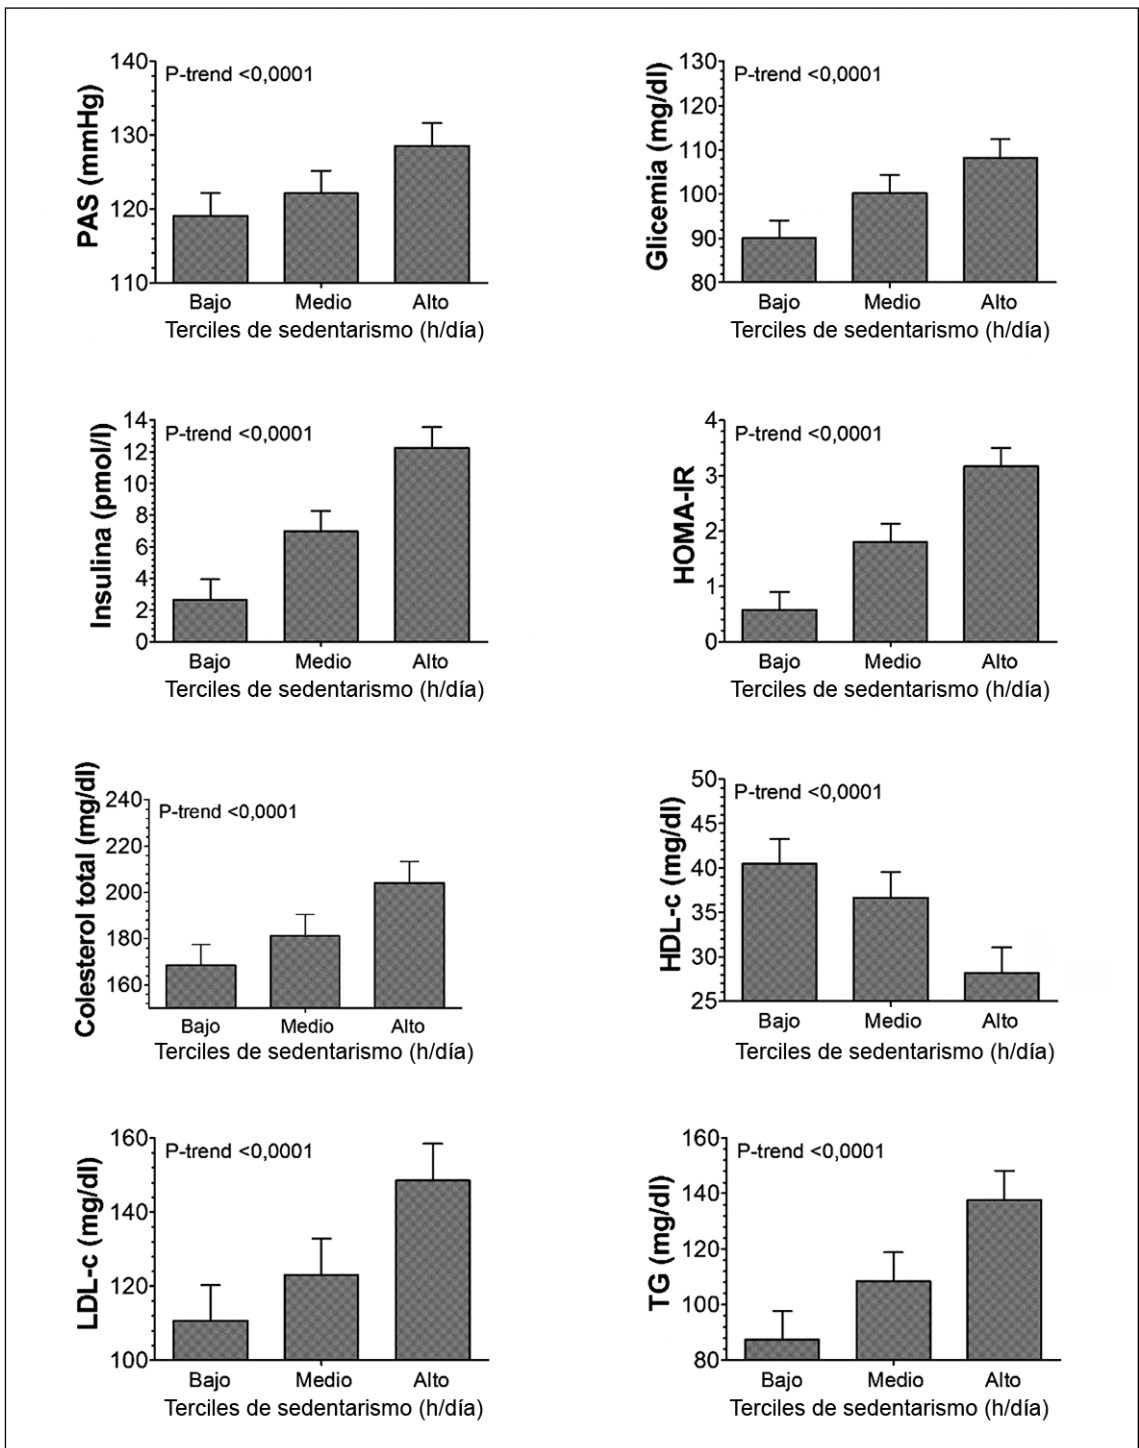 PAS (mmHg)
140
130
120
110
P-trend <0,0001
Bajo Medio Alto
Terciles de sedentarismo (h/día)
Glicemia (mg/dl)
130
120
110
100
90
80
P-trend <0,0001
Bajo Medio Alto
Terciles de sedentarismo (h/día)
Insulina (pmol/l)
14
12
10
8
6
4
2
0
P-trend <0,0001
Bajo Medio Alto
Terciles de sedentarismo (h/día)
HOMA-IR
4
3
2
1
0
P-trend <0,0001
Bajo Medio Alto
Terciles de sedentarismo (h/día)
Colesterol total (mg/dl)
240
220
200
180
160
P-trend <0,0001
Bajo Medio Alto
Terciles de sedentarismo (h/día)
HDL-c (mg/dl)
50
45
40
35
30
25
P-trend <0,0001
Bajo Medio Alto
Terciles de sedentarismo (h/día)
LDL-c (mg/dl)
160
140
120
100
P-trend <0,0001
Bajo Medio Alto
Terciles de sedentarismo (h/día)
TG (mg/dl)
160
140
120
100
80
P-trend <0,0001
Bajo Medio Alto
Terciles de sedentarismo (h/día)